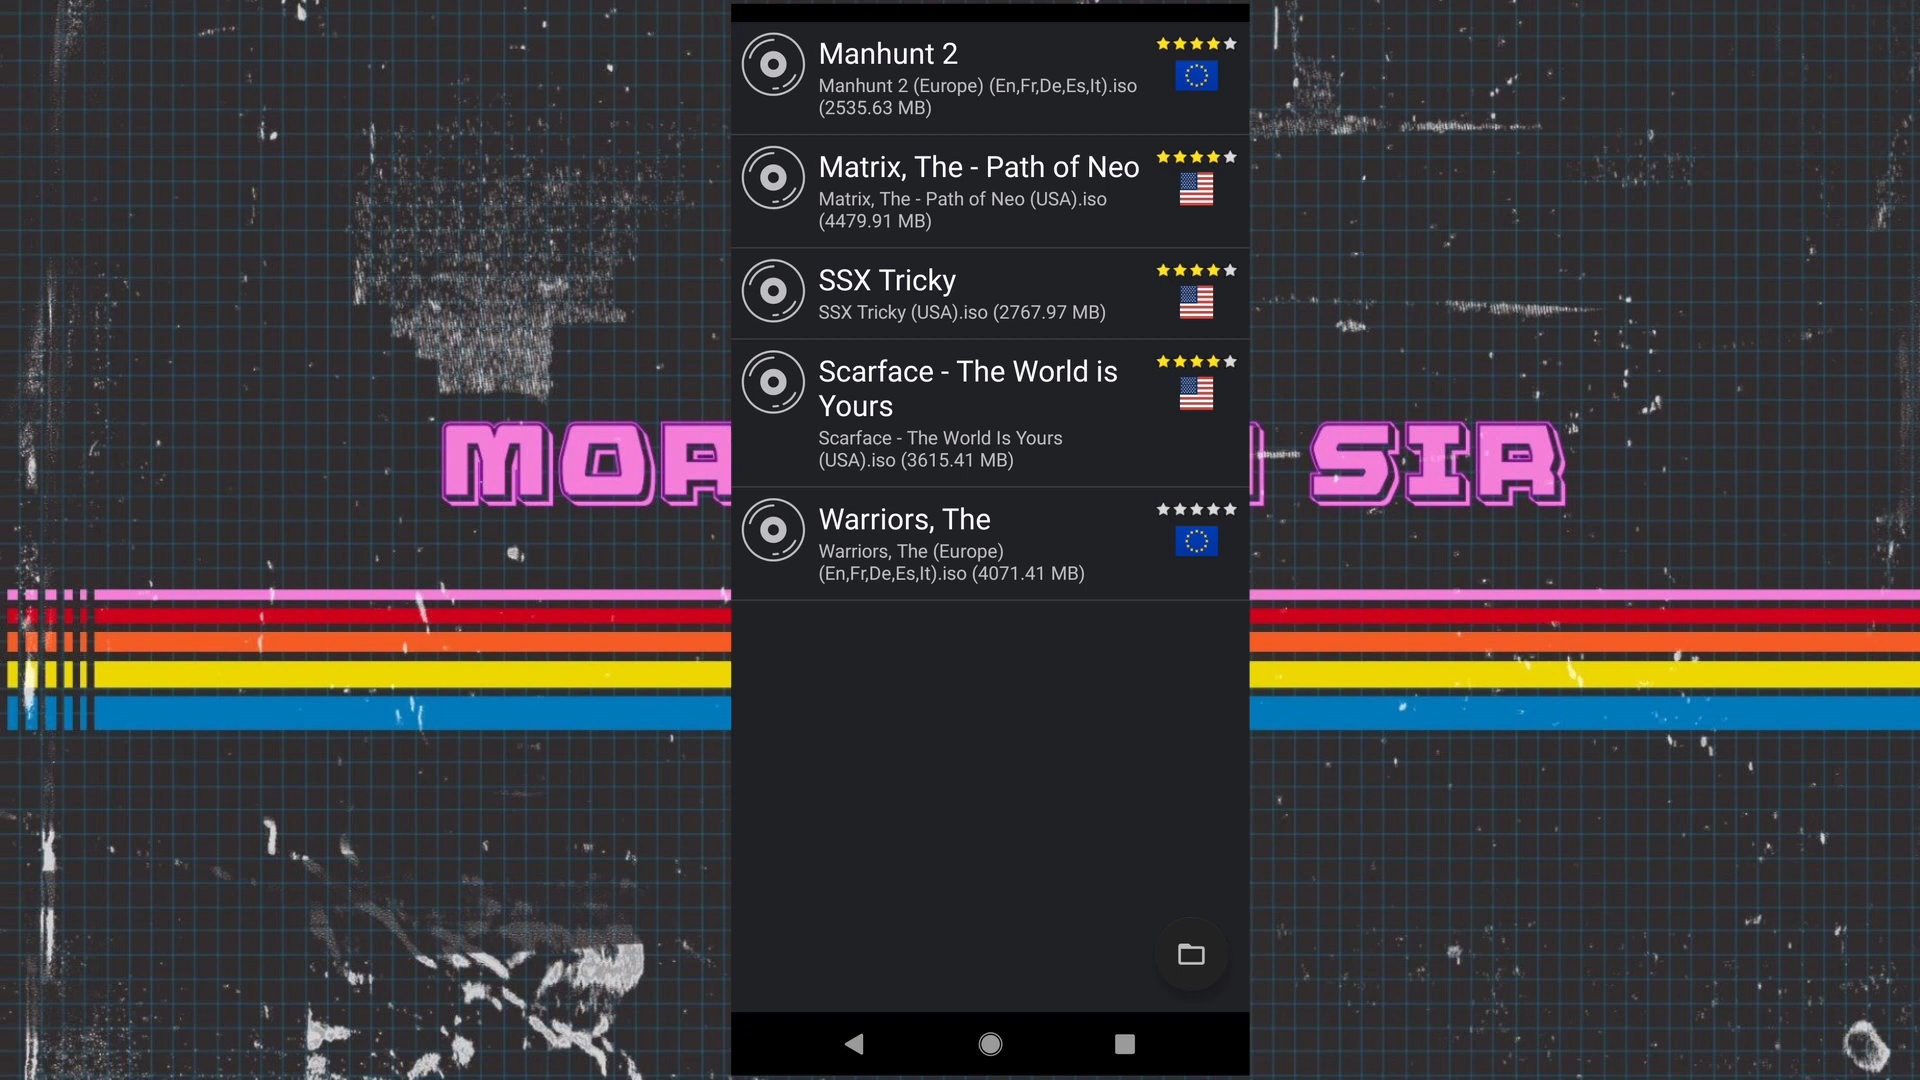 Manhunt 2
Manhunt 2 (Europe) (En,Fr,De,Es,It).iso
(2535.63 MB)
Matrix, The - Path of Neo
Matrix, The - Path of Neo (USA).iso
(4479.91 MB)
SSX Tricky
SSX Tricky (USA).iso (2767.97 MB)
Scarface - The World is
Yours
Scarface - The World Is Yours
(USA).iso (3615.41 MB)
SIR
Warriors, The
Warriors, The (Europe)
(En,Fr,De,Es,It).iso (4071.41 MB)